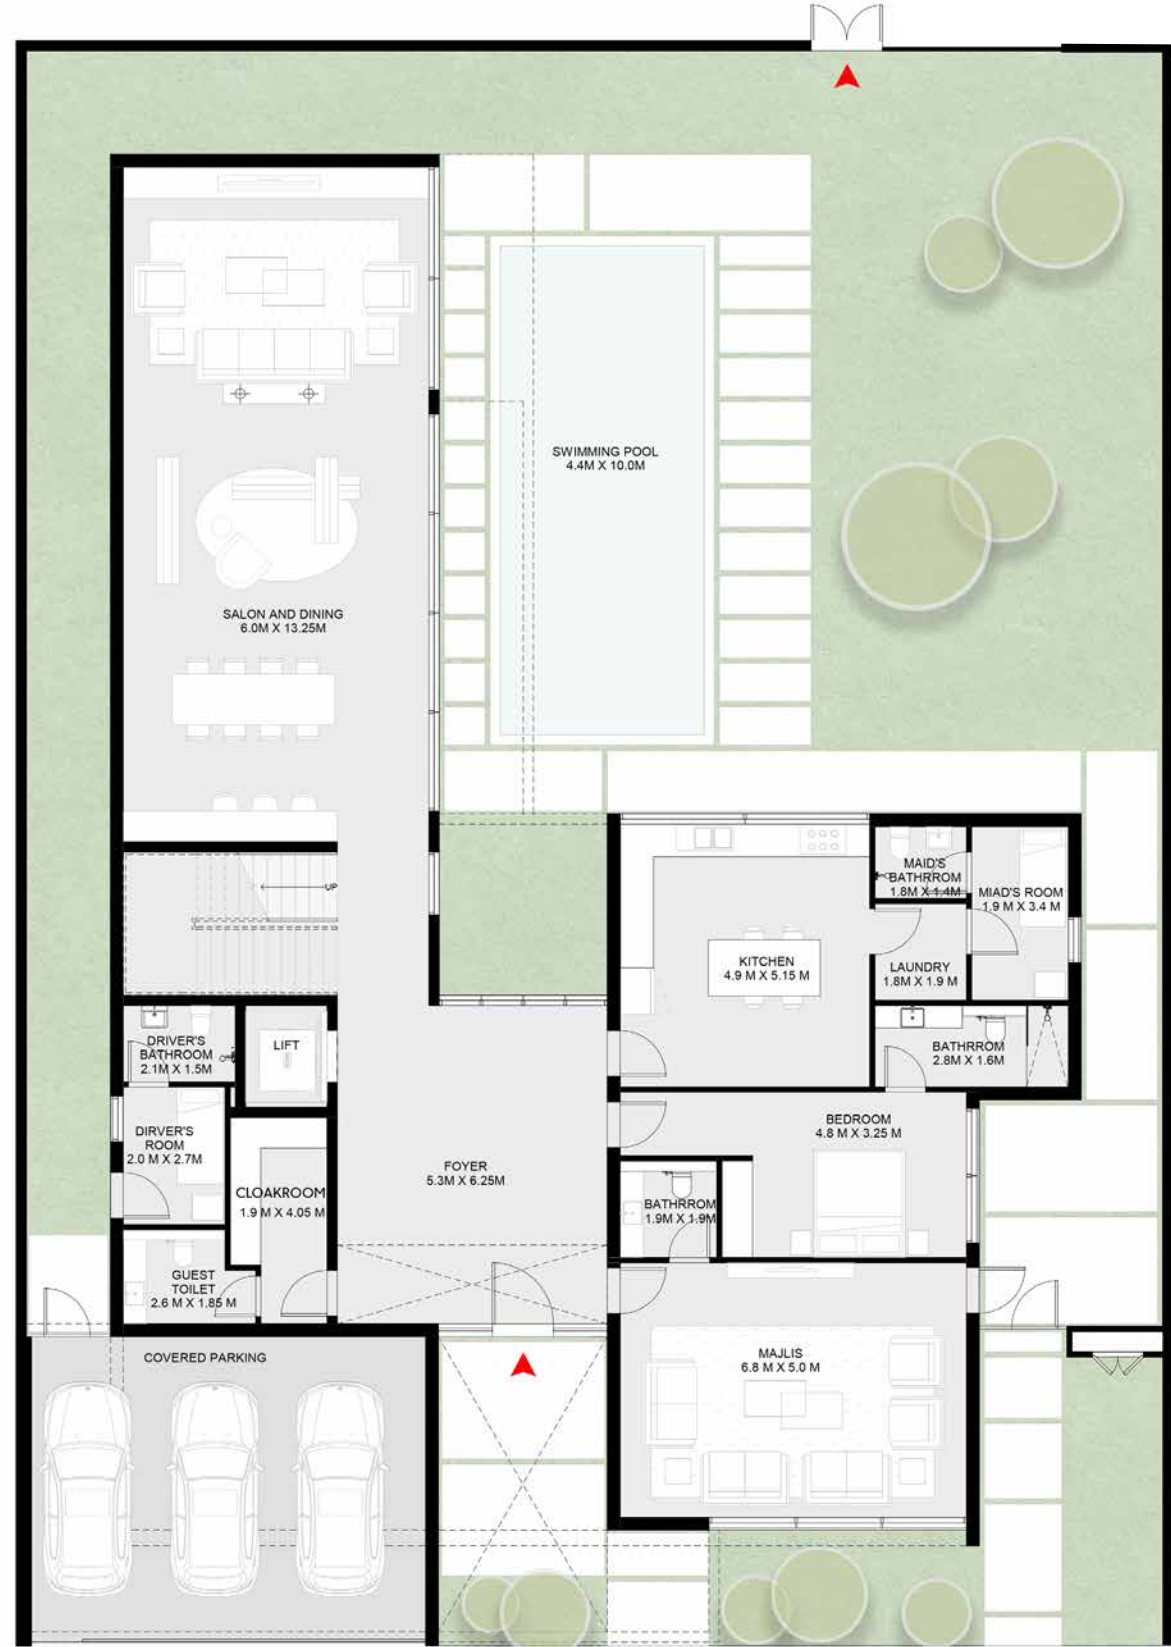 SWIMMING POOL
4.4M X 10.0M
SALON AND DINING
6.0M X 13.25M
UP
MAID'S
BATHRROM
1.8M X 1.4M
MIAD'S ROOM
1.9 M X 3.4 M
KITCHEN
4.9 M X 5.15 M
LAUNDRY
1.8M X 1.9 M
DRIVER'S
BATHROOM
2.1M X 1.5M
LIFT
BATHRROM
2.8M X 1.6M
DIRVER'S
ROOM
2.0 M X 2.7M
BEDROOM
4.8 M X 3.25 M
FOYER
5.3M X 6.25M
CLOAKROOM
1.9 M X 4.05 M
BATHRROM
1.9M X 1.9M
GUEST
TOILET
2.6 M X 1.85 M
COVERED PARKING
MAJLIS
6.8 M X 5.0 M